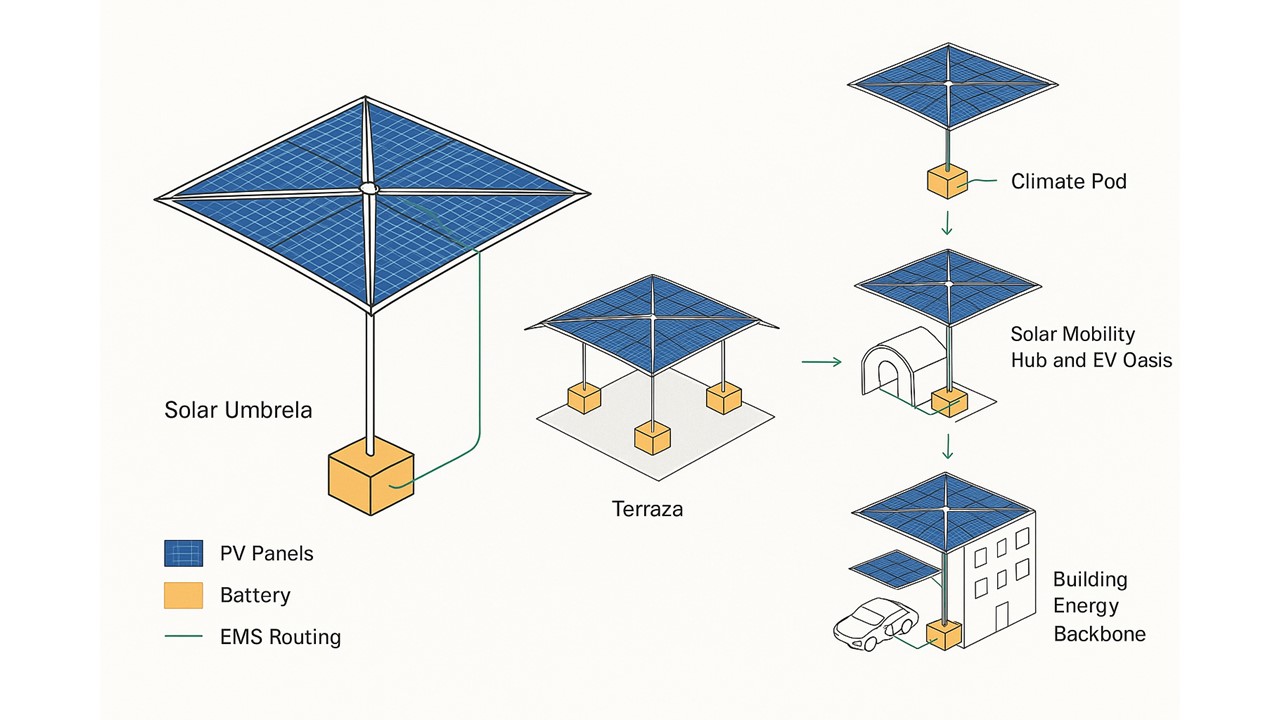 Solar Umbrela
PV Panels
Battery
EMS Routing
Terraza
Climate Pod
Solar Mobility
Hub and EV Oasis
Building
Energy
Backbone